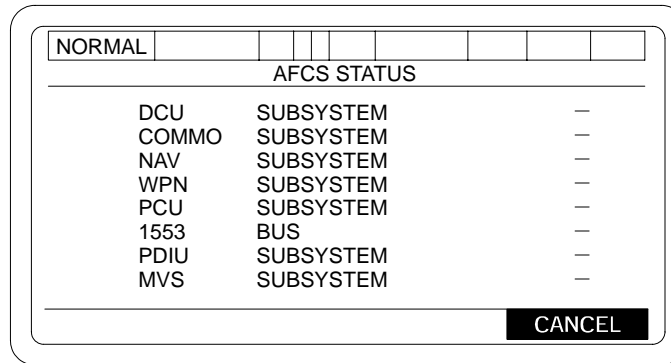 NORMAL
AFCS STATUS
DCU SUBSYSTEM —
COMMO SUBSYSTEM —
NAV SUBSYSTEM —
WPN SUBSYSTEM —
PCU SUBSYSTEM —
1553 BUS —
PDIU SUBSYSTEM —
MVS SUBSYSTEM —
CANCEL